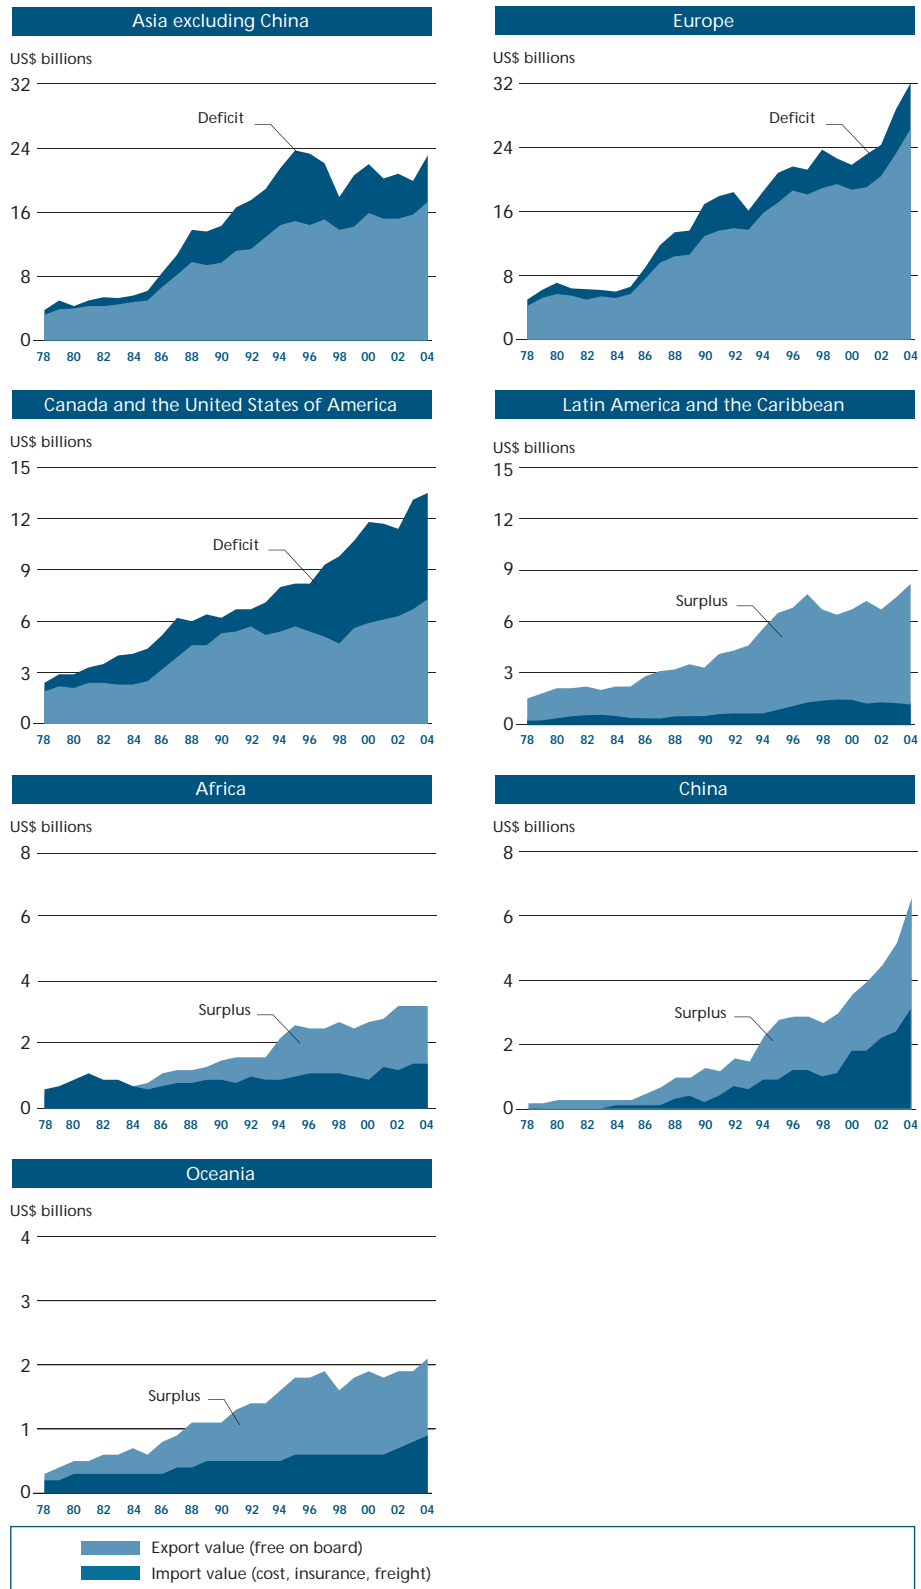 Asia excluding China
US$ billions
32
24
16
8
0
Deficit
78 80 82 84 86 88 90 92 94 96 98 00 02 04
Europe
US$ billions
32
24
16
8
0
Deficit
78 80 82 84 86 88 90 92 94 96 98 00 02 04
Canada and the United States of America
US$ billions
15
12
9
6
3
0
Deficit
78 80 82 84 86 88 90 92 94 96 98 00 02 04
Latin America and the Caribbean
US$ billions
15
12
9
6
3
0
Surplus
78 80 82 84 86 88 90 92 94 96 98 00 02 04
Africa
US$ billions
8
6
4
2
0
Surplus
78 80 82 84 86 88 90 92 94 96 98 00 02 04
China
US$ billions
8
6
4
2
0
Surplus
78 80 82 84 86 88 90 92 94 96 98 00 02 04
Oceania
US$ billions
4
3
2
1
0
Surplus
78 80 82 84 86 88 90 92 94 96 98 00 02 04
Export value (free on board)
Import value (cost, insurance, freight)